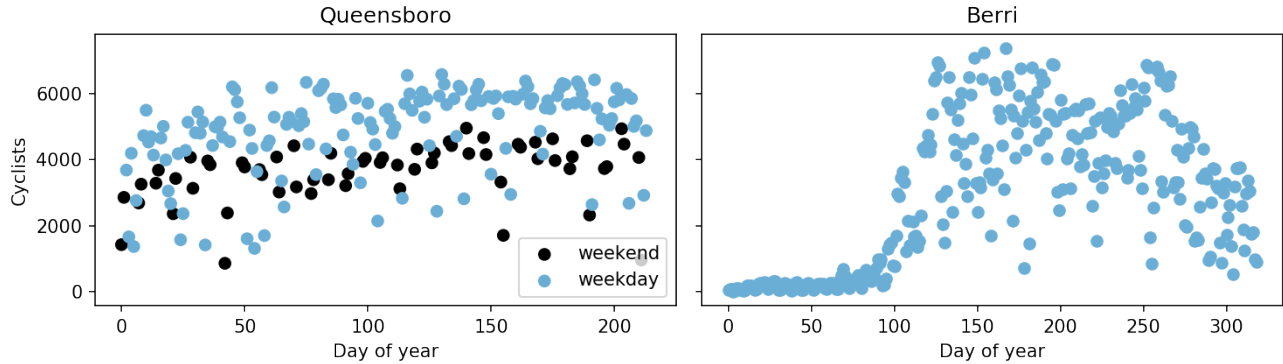 Queensboro
Berri
Cyclists
6000
4000
2000
0
weekend
weekday
0 50 100 150 200
0 50 100 150 200 250 300
Day of year
Day of year